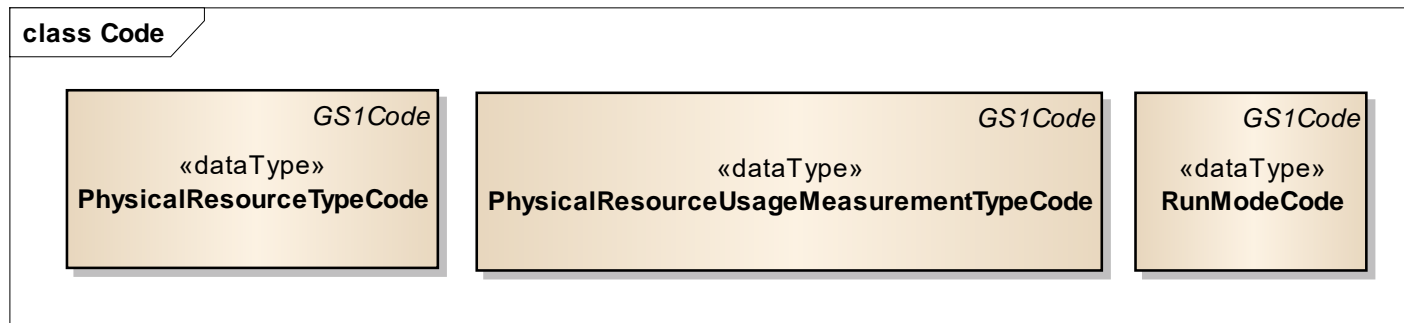 class Code
GS1Code
«dataType»
PhysicalResourceTypeCode
GS1Code
«dataType»
PhysicalResourceUsageMeasurementTypeCode
GS1Code
«dataType»
RunModeCode